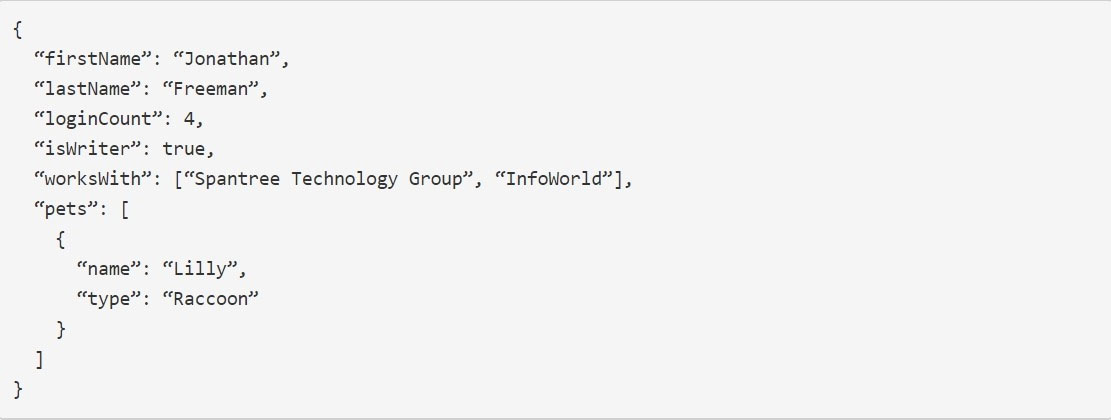 {
  “firstName”: “Jonathan”,
  “lastName”: “Freeman”,
  “loginCount”: 4,
  “isWriter”: true,
  “worksWith”: [“Spantree Technology Group”, “InfoWorld”],
  “pets”: [
    {
      “name”: “Lilly”,
      “type”: “Raccoon”
    }
  ]
}